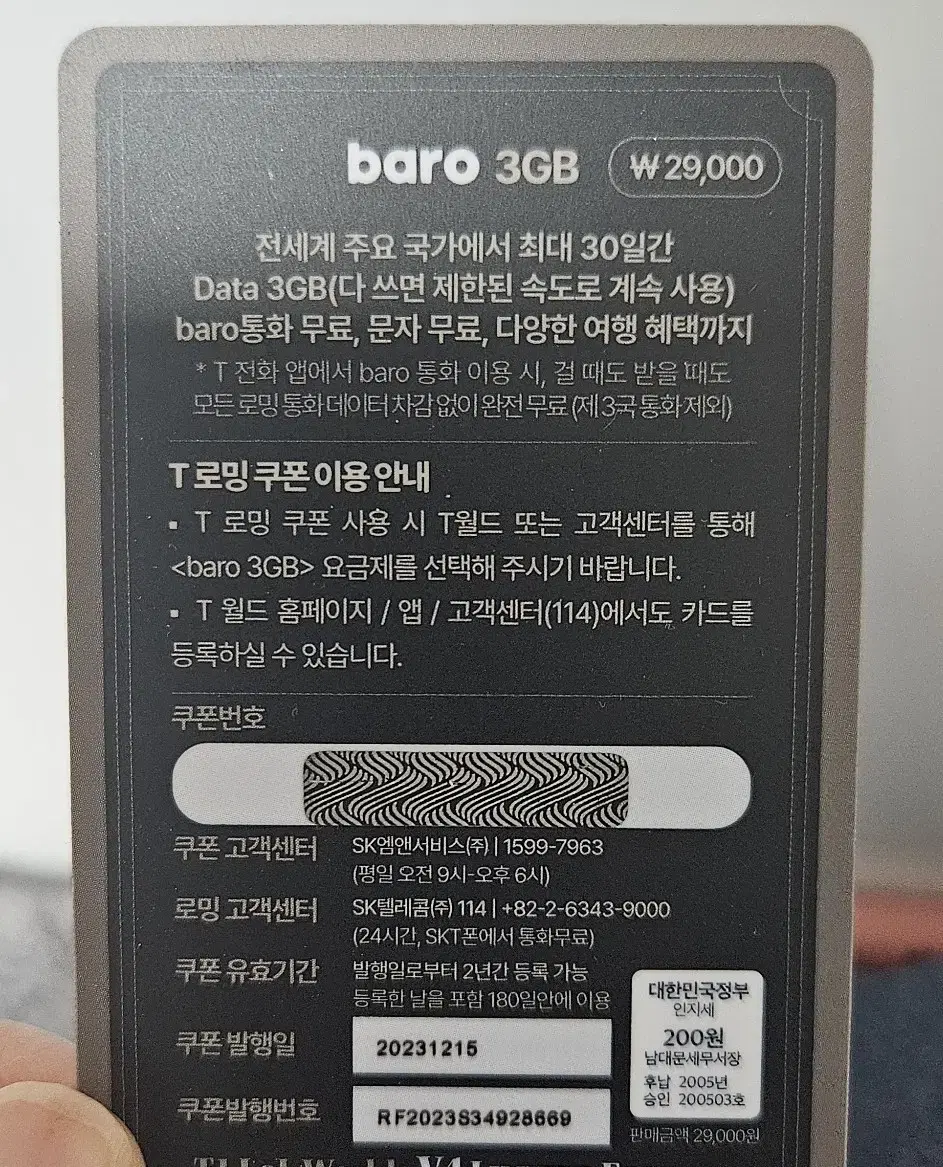 baro 3GB ₩29,000
전세계 주요 국가에서 최대 30일간
Data 3GB(다 쓰면 제한된 속도로 계속 사용)
baro통화 무료, 문자 무료, 다양한 여행 혜택까지
* T 전화 앱에서 baro 통화 이용 시, 걸 때도 받을 때도
모든 로밍 통화 데이터 차감 없이 완전 무료 (제 3국 통화 제외)
T 로밍 쿠폰 이용 안내
▪ T 로밍 쿠폰 사용 시 T월드 또는 고객센터를 통해
<baro 3GB> 요금제를 선택해 주시기 바랍니다.
▪ T 월드 홈페이지 / 앱 / 고객센터(114)에서도 카드를
등록하실 수 있습니다.
쿠폰번호
쿠폰 고객센터 SK엠앤서비스(주) | 1599-7963
(평일 오전 9시-오후 6시)
로밍 고객센터 SK텔레콤(주) 114 | +82-2-6343-9000
(24시간, SKT폰에서 통화무료)
쿠폰 유효기간 발행일로부터 2년간 등록 가능
등록한 날을 포함 180일안에 이용
쿠폰 발행일 20231215
쿠폰발행번호 RF2023S34928669
대한민국정부
인지세
200원
남대문세무서장
후납 2005년
승인 200503호
판매금액 29,000원